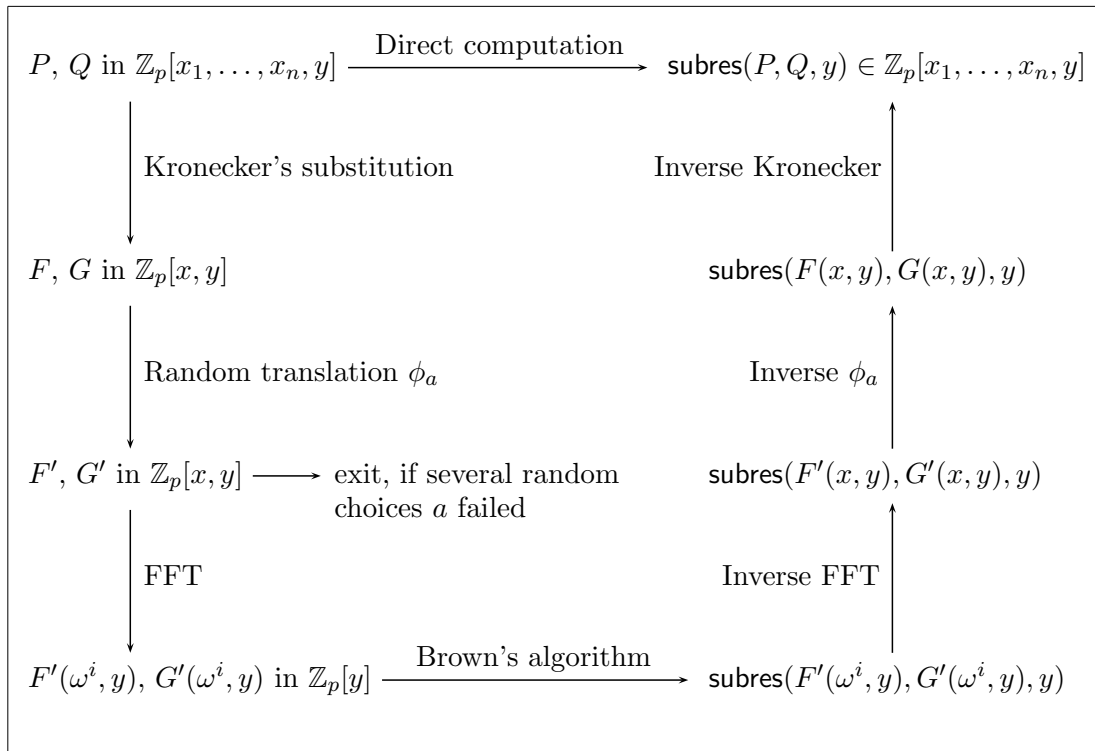 Direct computation
P, Q in ℤ_p[x_1, . . . , x_n, y]
subres(P, Q, y) ∈ ℤ_p[x_1, . . . , x_n, y]
Kronecker's substitution
Inverse Kronecker
F, G in ℤ_p[x, y]
subres(F(x, y), G(x, y), y)
Random translation ϕ_a
Inverse ϕ_a
F′, G′ in ℤ_p[x, y]
exit, if several random
choices a failed
subres(F′(x, y), G′(x, y), y)
FFT
Inverse FFT
F′(ω^i, y), G′(ω^i, y) in ℤ_p[y]
Brown's algorithm
subres(F′(ω^i, y), G′(ω^i, y), y)